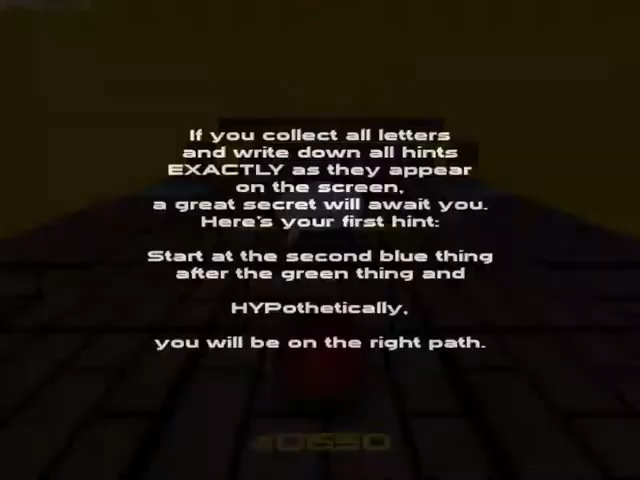 If you collect all letters
and write down all hints
EXACTLY as they appear
on the screen,
a great secret will await you.
Here's your first hint:
Start at the second blue thing
after the green thing and
HYPothetically,
you will be on the right path.